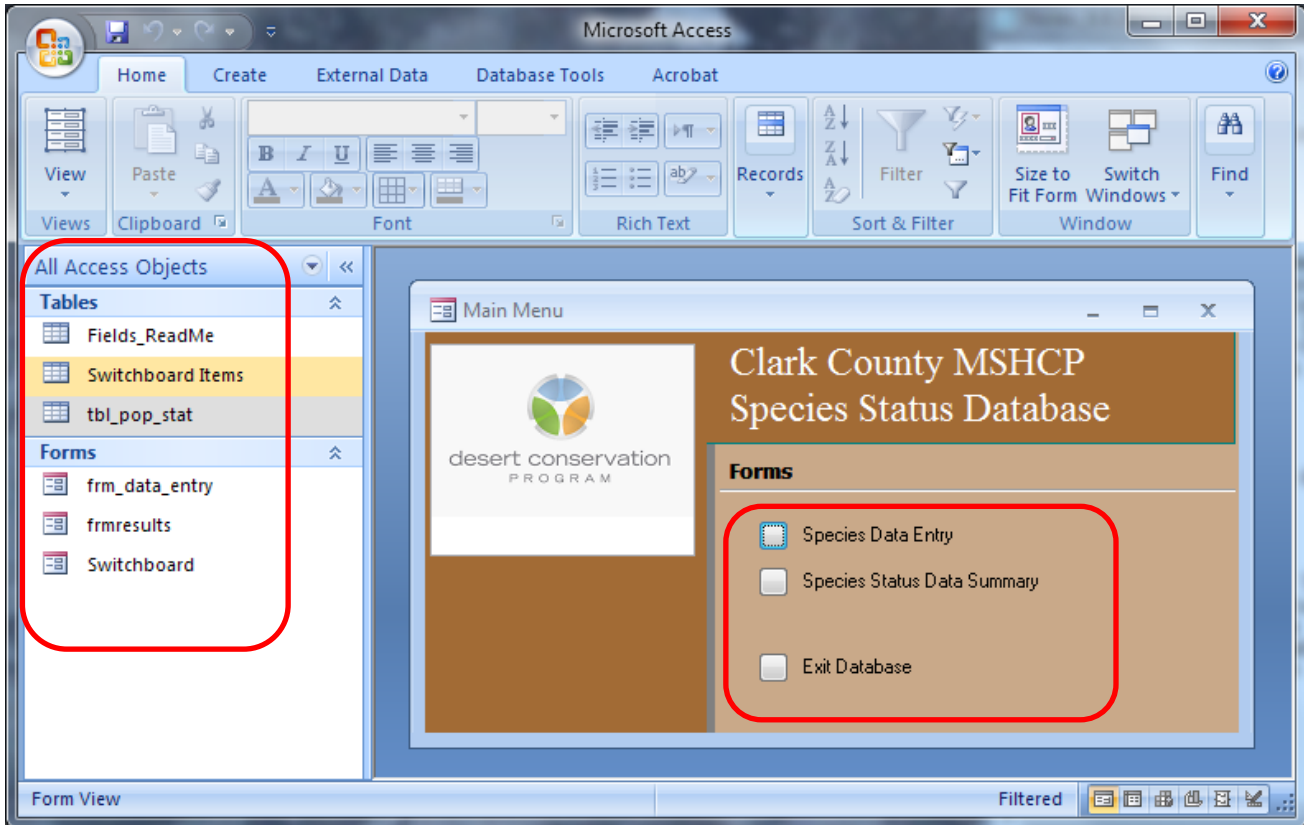 Microsoft Access
Home Create External Data Database Tools Acrobat
View
Paste
B I U
A
ab
Records
A Z
Z A
A Z
Filter
Size to Fit Form
Switch Windows
Find
Views Clipboard Font Rich Text Sort & Filter Window
All Access Objects
Tables
Fields_ReadMe
Switchboard Items
tbl_pop_stat
Forms
frm_data_entry
frmresults
Switchboard
Main Menu
desert conservation
PROGRAM
Clark County MSHCP
Species Status Database
Forms
Species Data Entry
Species Status Data Summary
Exit Database
Form View Filtered